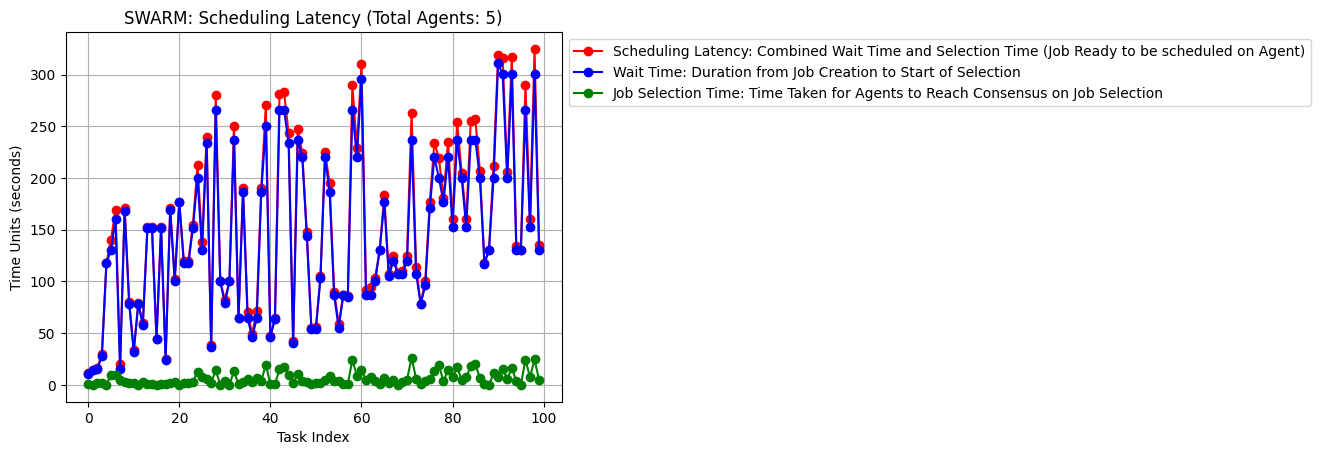 SWARM: Scheduling Latency (Total Agents: 5)
Scheduling Latency: Combined Wait Time and Selection Time (Job Ready to be scheduled on Agent)
Wait Time: Duration from Job Creation to Start of Selection
Job Selection Time: Time Taken for Agents to Reach Consensus on Job Selection
Time Units (seconds)
300
250
200
150
100
50
0
0 20 40 60 80 100
Task Index